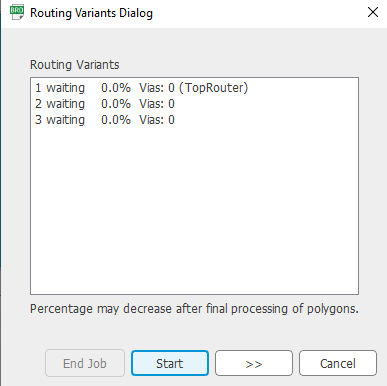 BRD
Routing Variants Dialog
Routing Variants
1 waiting 0.0% Vias: 0 (TopRouter)
2 waiting 0.0% Vias: 0
3 waiting 0.0% Vias: 0
Percentage may decrease after final processing of polygons.
End Job Start >> Cancel